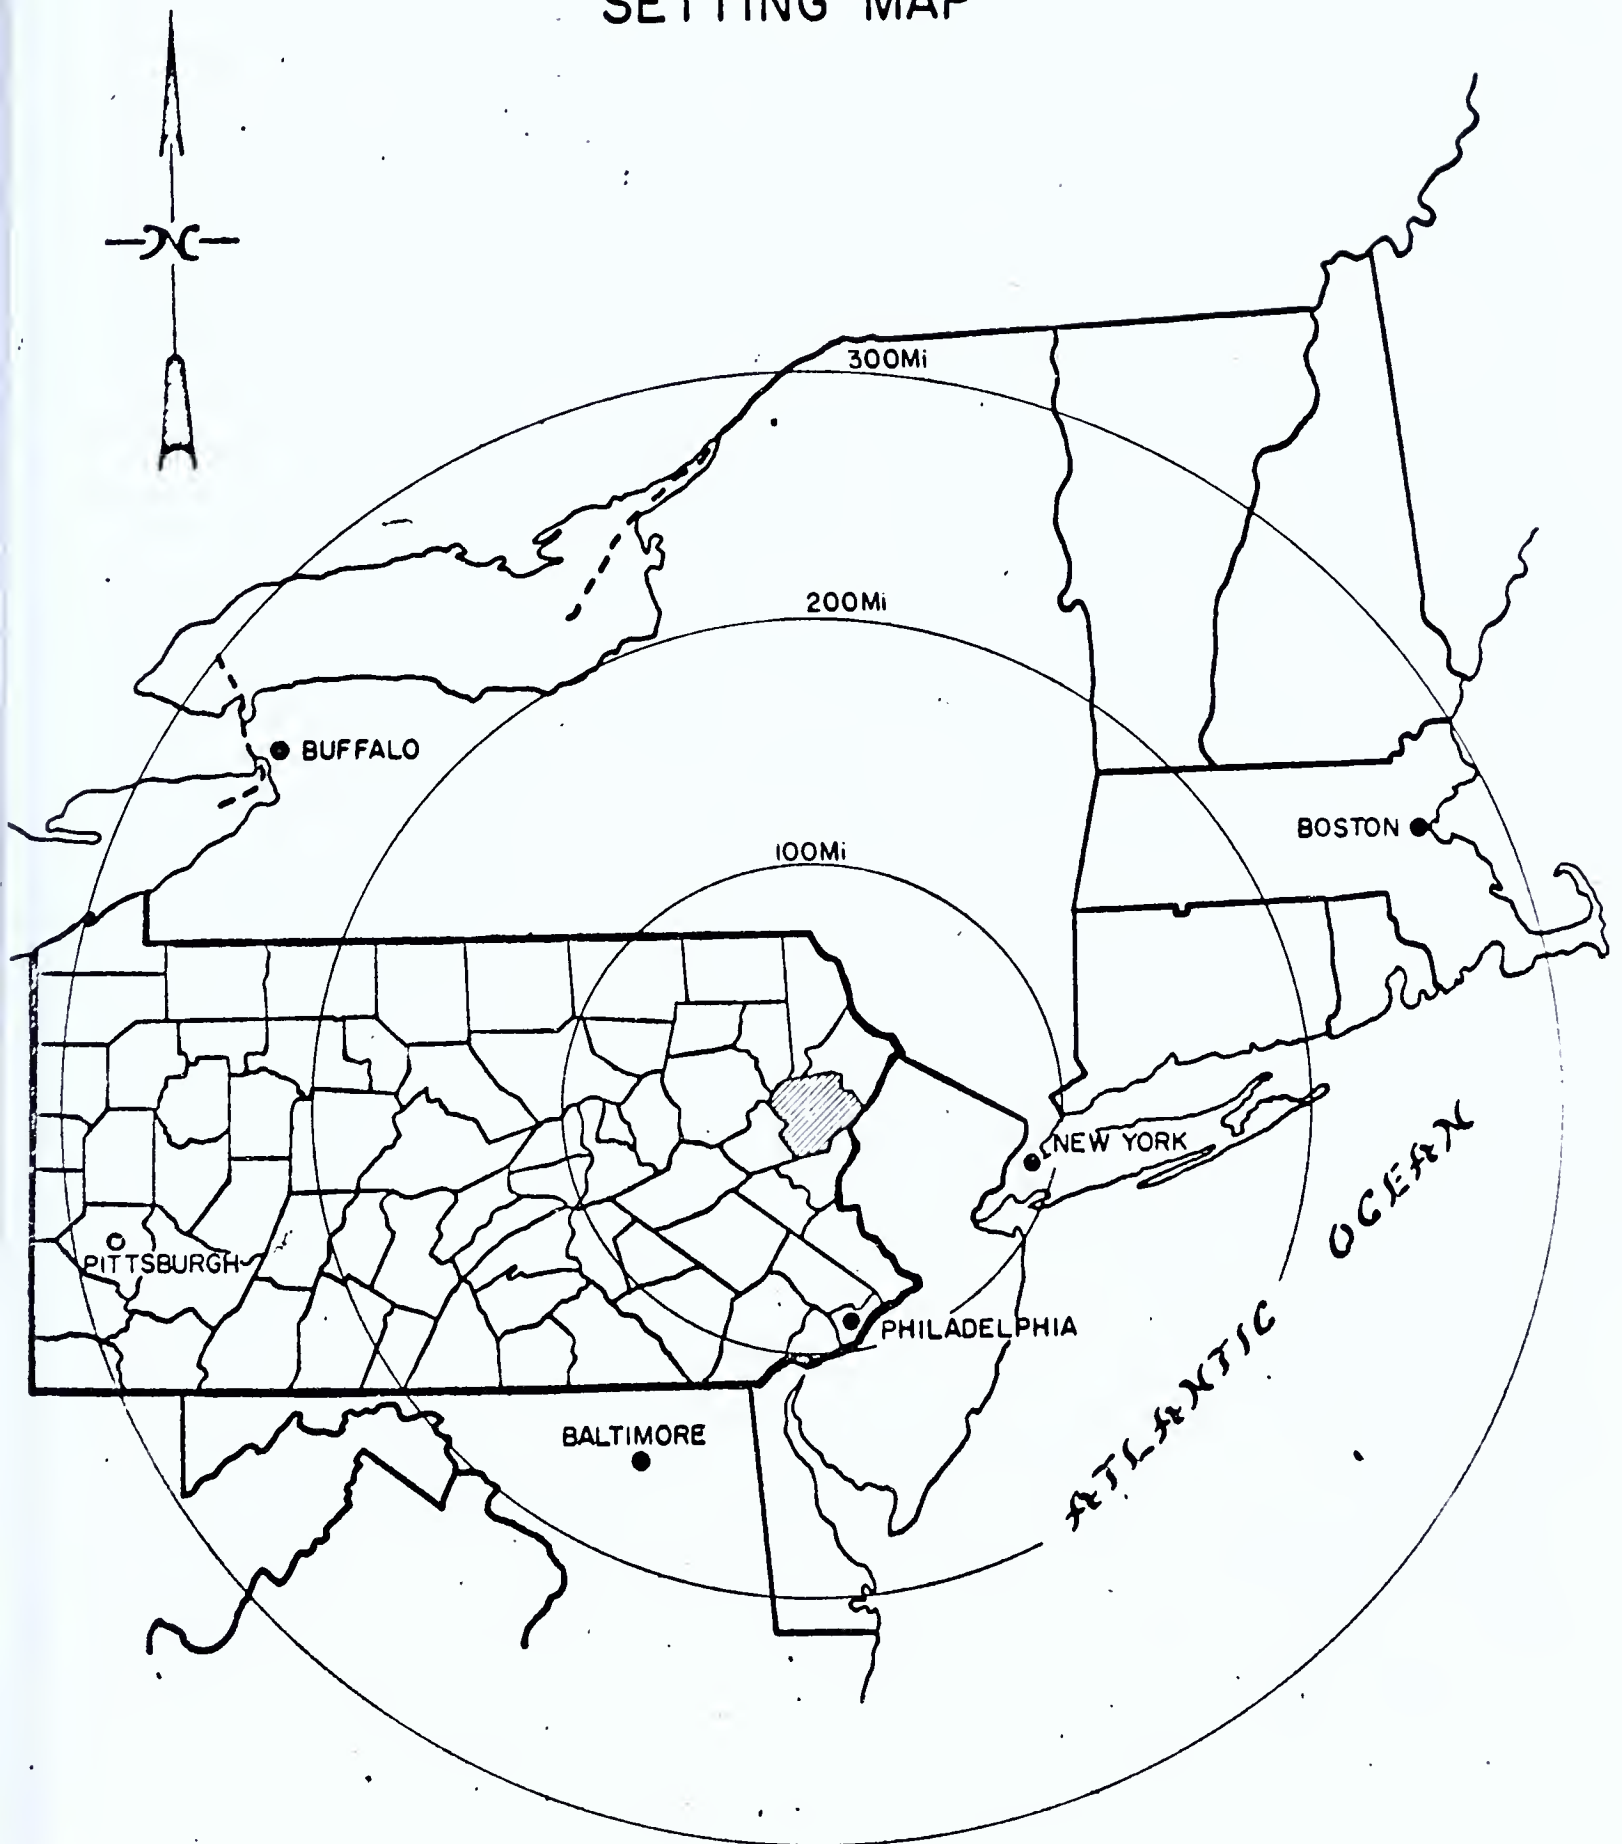 SETTING MAP
N
300Mi
200Mi
BUFFALO
BOSTON
100Mi
NEW YORK
PITTSBURGH
PHILADELPHIA
BALTIMORE
ATLANTIC OCEAN